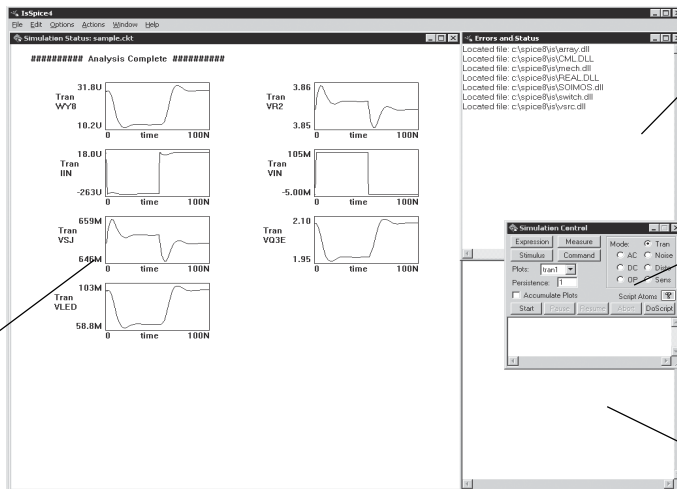 IsSpice4
File Edit Options Actions Window Help
Simulation Status: sample.ckt
########## Analysis Complete ##########
31.8U
Tran
WY8
10.2U
0 time 100N
3.86
Tran
VR2
3.85
0 time 100N
18.0U
Tran
IIN
-263U
0 time 100N
105M
Tran
VIN
-5.00M
0 time 100N
659M
Tran
VSJ
646M
0 time 100N
2.10
Tran
VQ3E
1.95
0 time 100N
103M
Tran
VLED
58.8M
0 time 100N
Errors and Status
Located file: c:\spice8\is\array.dll
Located file: c:\spice8\is\CML.DLL
Located file: c:\spice8\is\mech.dll
Located file: c:\spice8\is\REAL.DLL
Located file: c:\spice8\is\SOIMOS.dll
Located file: c:\spice8\is\switch.dll
Located file: c:\spice8\is\vsrc.dll
Simulation Control
Expression Measure Mode: Tran
Stimulus Command AC Noise
Plots: tran1 DC Disto
Persistence: 1 OP Sens
Accumulate Plots Script Atoms
Start Pause Resume Abort DoScript